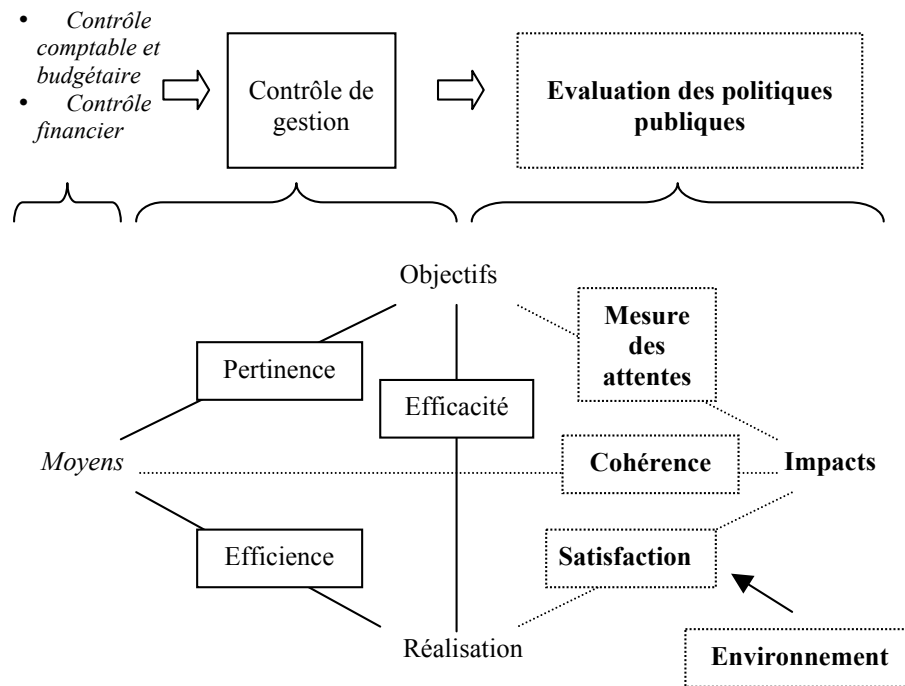 • Contrôle
comptable et
budgétaire
• Contrôle
financier
Contrôle de
gestion
Evaluation des politiques
publiques
Objectifs
Mesure
des
attentes
Pertinence
Efficacité
Moyens
Cohérence
Impacts
Efficience
Satisfaction
Réalisation
Environnement